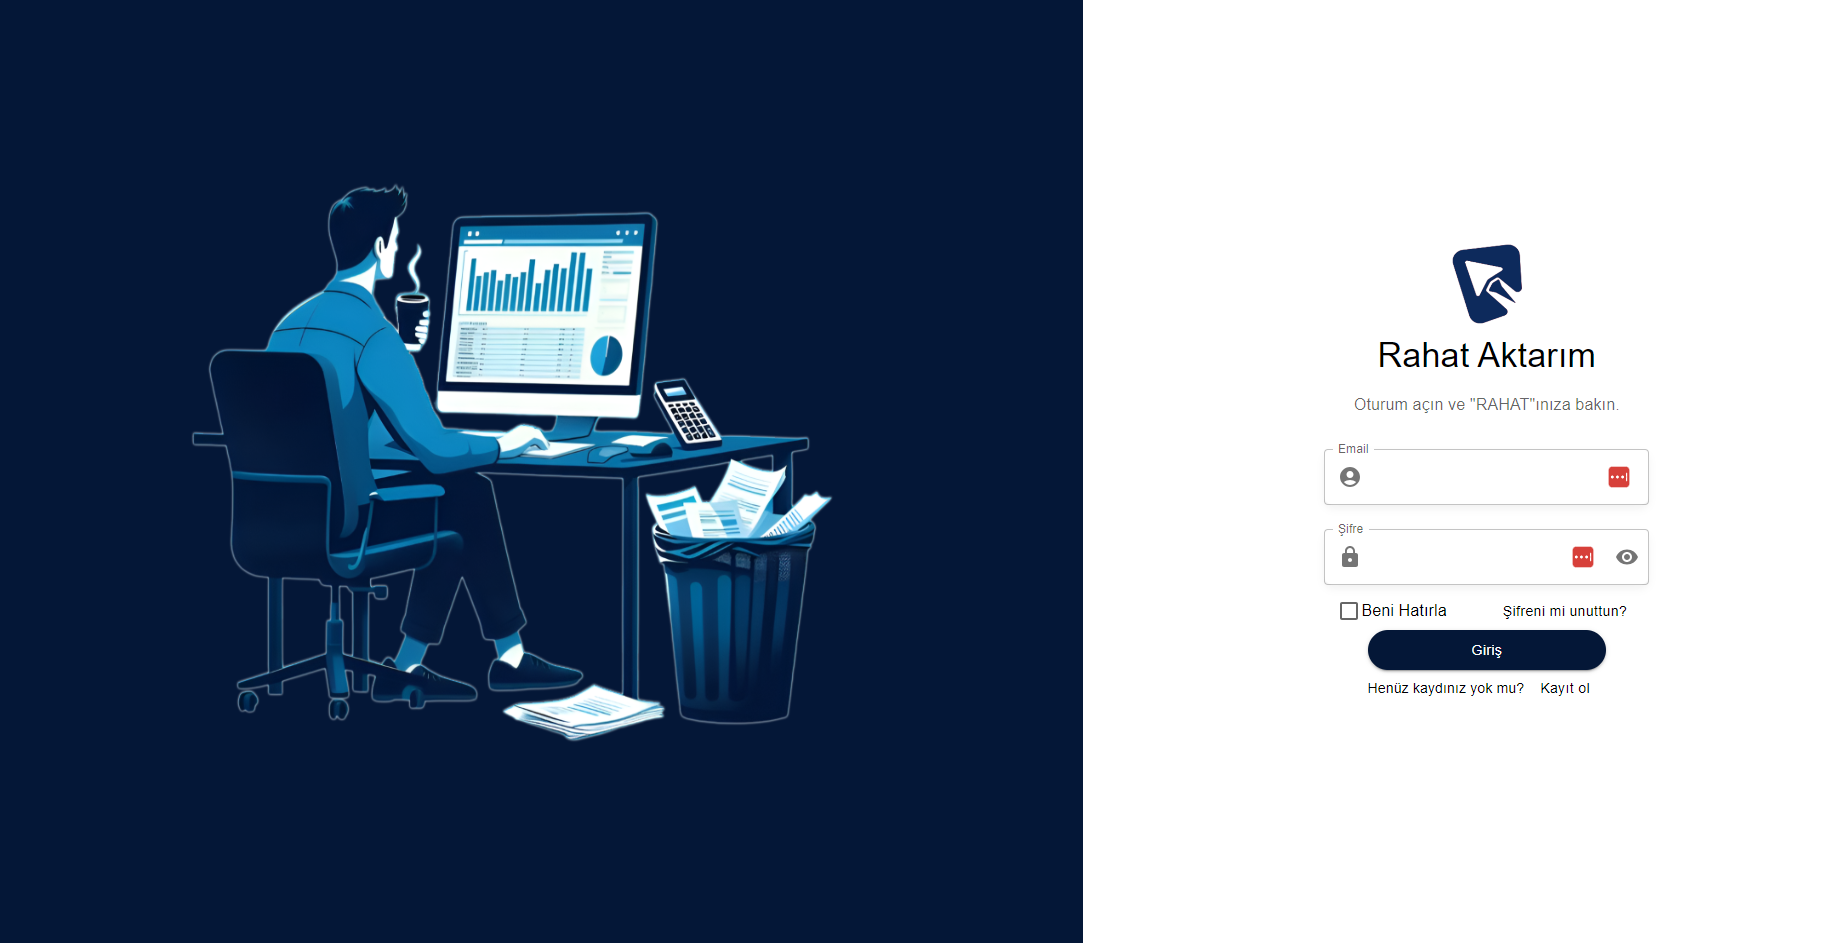 Rahat Aktarım
Oturum açın ve "RAHAT"ınıza bakın.
Email
Şifre
Beni Hatırla Şifreni mi unuttun?
Giriş
Henüz kaydınız yok mu? Kayıt ol